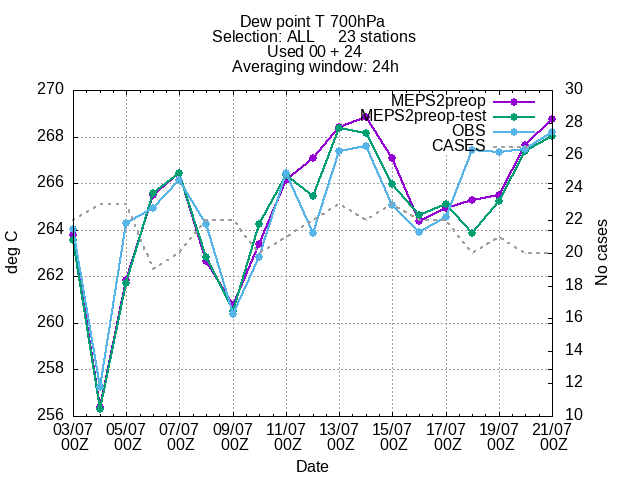 Dew point T 700hPa
Selection: ALL 23 stations
Used 00 + 24
Averaging window: 24h
MEPS2preop
MEPS2preop-test
OBS
CASES
270
268
266
264
262
260
258
256
deg C
30
28
26
24
22
20
18
16
14
12
10
No cases
03/07 05/07 07/07 09/07 11/07 13/07 15/07 17/07 19/07 21/07
00Z 00Z 00Z 00Z 00Z 00Z 00Z 00Z 00Z 00Z
Date